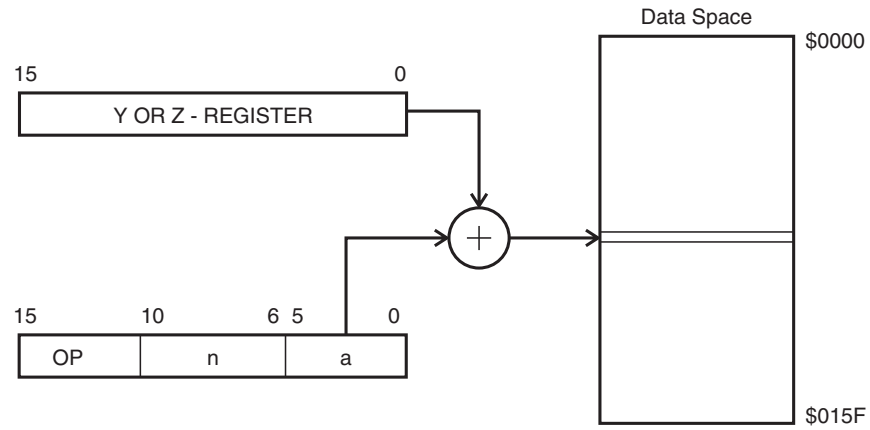 Data Space
$0000
15 0
Y OR Z - REGISTER
15 10 6 5 0
OP n a
$015F